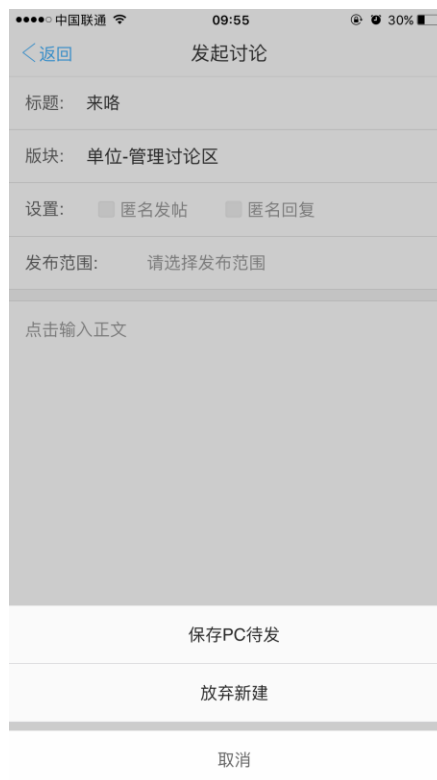 中国联通 09:55 30%
返回 发起讨论
标题: 来咯
版块: 单位-管理讨论区
设置: 匿名发帖 匿名回复
发布范围: 请选择发布范围
点击输入正文
保存PC待发
放弃新建
取消